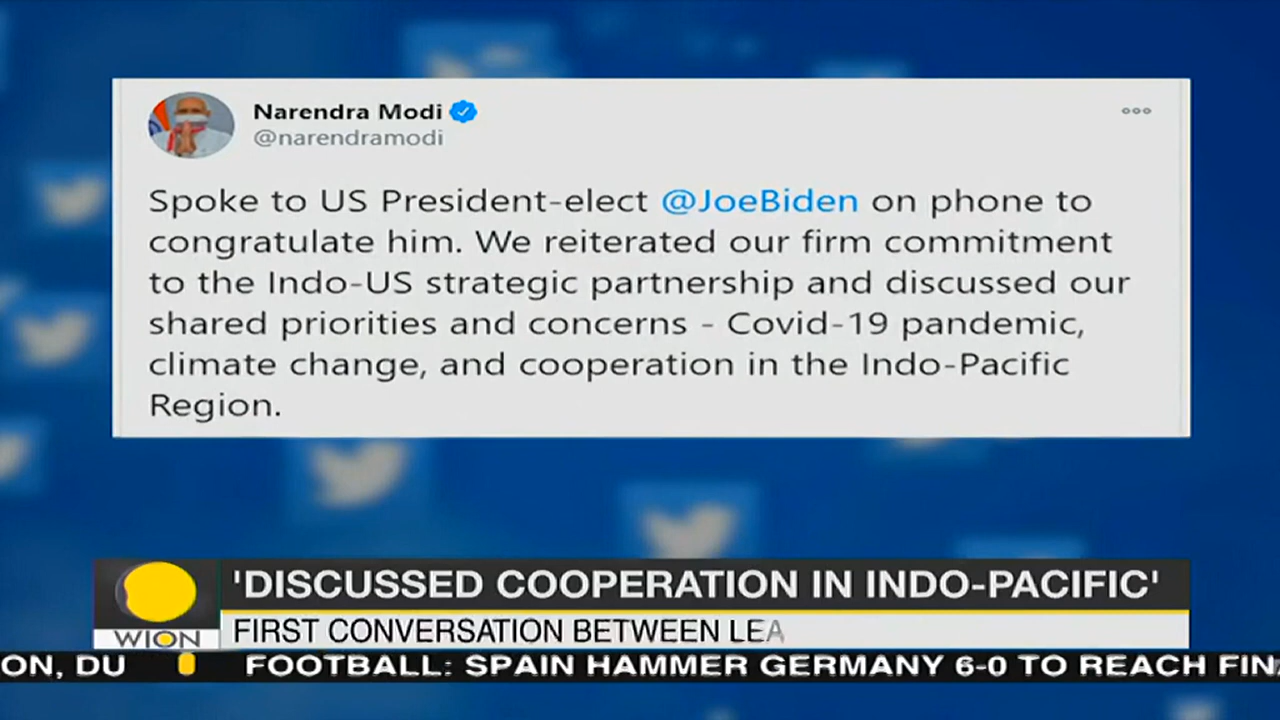 Narendra Modi
@narendramodi
Spoke to US President-elect @JoeBiden on phone to
congratulate him. We reiterated our firm commitment
to the Indo-US strategic partnership and discussed our
shared priorities and concerns - Covid-19 pandemic,
climate change, and cooperation in the Indo-Pacific
Region.
'DISCUSSED COOPERATION IN INDO-PACIFIC'
WION
FIRST CONVERSATION BETWEEN LEA
ON, DU FOOTBALL: SPAIN HAMMER GERMANY 6-0 TO REACH FIN